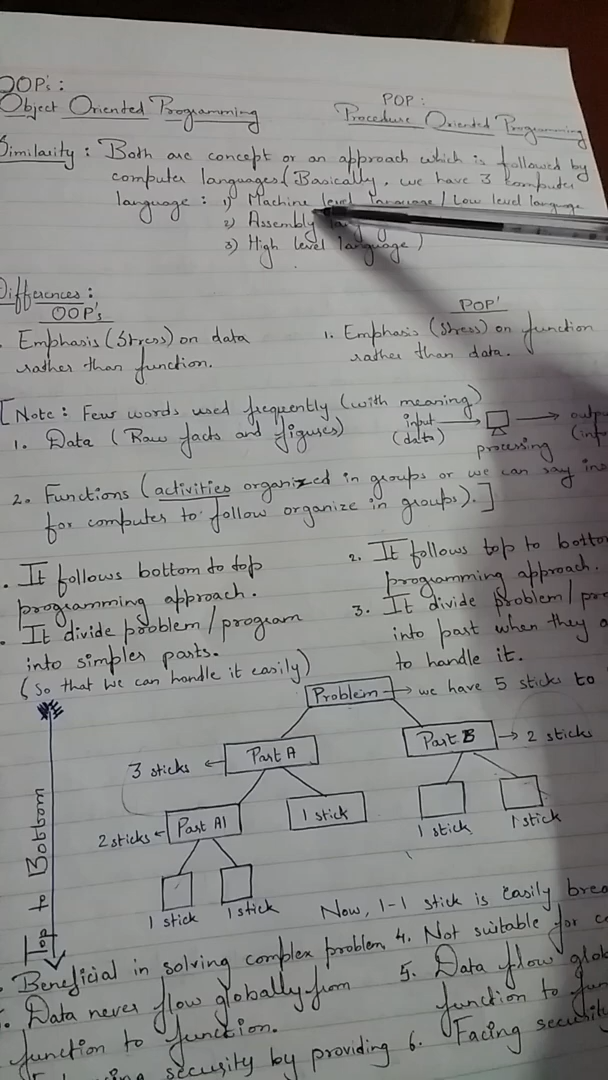 OOP's :
Object Oriented Programming
POP :
Procedure Oriented Programming
Similarity : Both are concept or an approach which is followed by
computer languages (Basically, we have 3 computer
language : 1) Machine level language / Low level language
2) Assembly
3) High level language)
Differences :
OOP's
POP'
. Emphasis (Stress) on data
rather than function.
1. Emphasis (Stress) on function
rather than data.
[Note : Few words used frequently (with meaning)
1. Data (Raw facts and figures)
input
(data)
processing
2. Functions (activities organized in groups or we can say
for computer to follow organize in groups).]
. It follows bottom to top
programming approach.
. It divide problem / program
into simpler parts.
(So that we can handle it easily)
2. It follows top to
programming approach.
3. It divide problem /
into part when they
to handle it.
Problem
we have 5 sticks to
Part A
3 sticks
Part B
2 sticks
Part A1
2 sticks
1 stick
1 stick
1 stick
1 stick
1 stick
Top to Bottom
Now, 1-1 stick is easily
. Beneficial in solving complex problem
4. Not suitable for
. Data never flow globally from
function to function.
5. Data flow
function to
security by providing
6. Facing